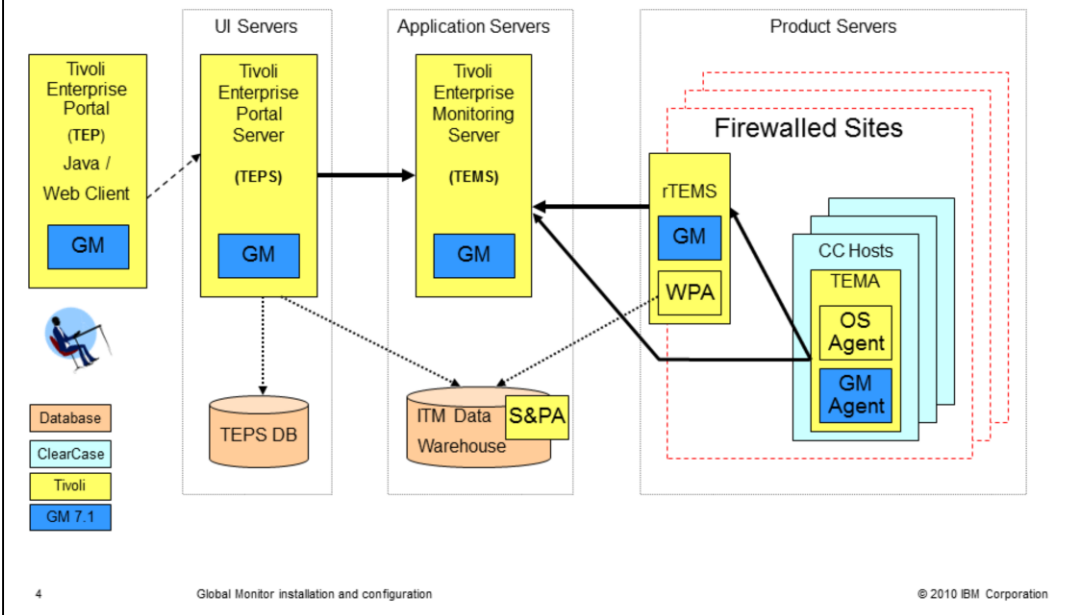 UI Servers
Application Servers
Product Servers
Tivoli
Enterprise
Portal
(TEP)
Java /
Web Client
GM
Tivoli
Enterprise
Portal
Server
(TEPS)
GM
Tivoli
Enterprise
Monitoring
Server
(TEMS)
GM
Firewalled Sites
rTEMS
GM
WPA
CC Hosts
TEMA
OS
Agent
GM
Agent
TEPS DB
ITM Data
Warehouse
S&PA
Database
ClearCase
Tivoli
GM 7.1
4
Global Monitor installation and configuration
© 2010 IBM Corporation